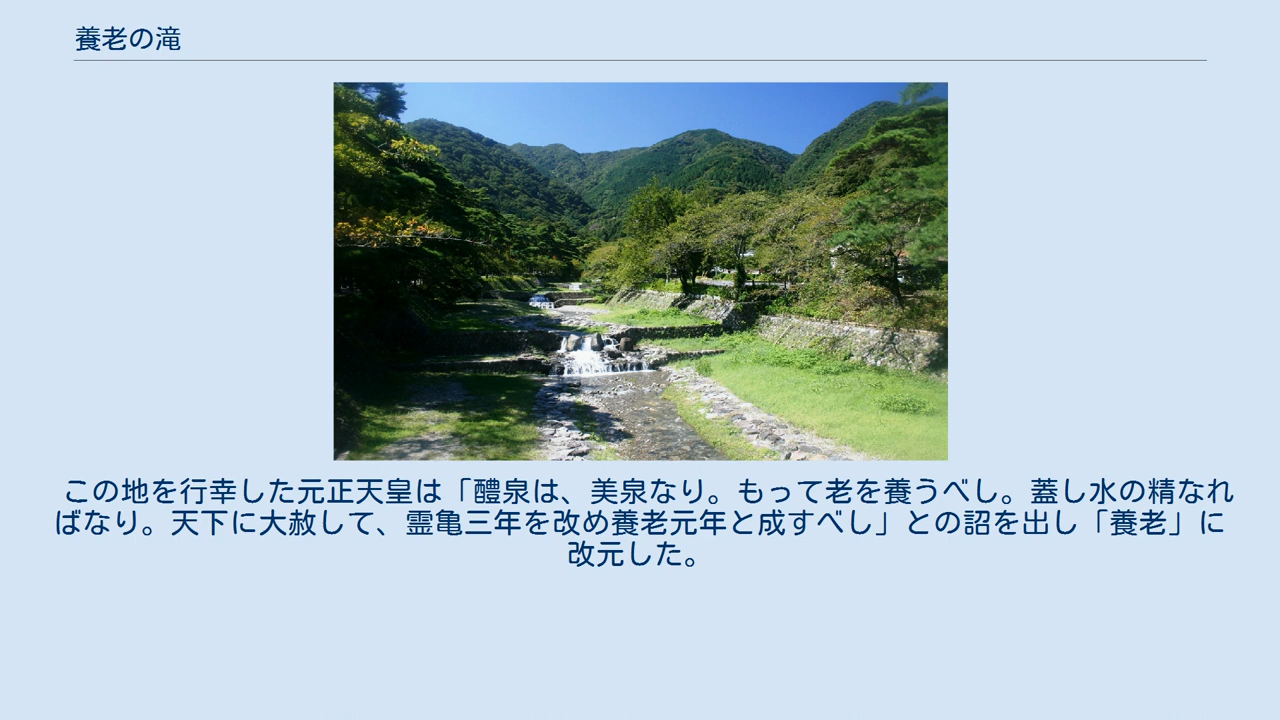 養老の滝
この地を行幸した元正天皇は「醴泉は、美泉なり。もって老を養うべし。蓋し水の精なれ
ばなり。天下に大赦して、霊亀三年を改め養老元年と成すべし」との詔を出し「養老」に
改元した。